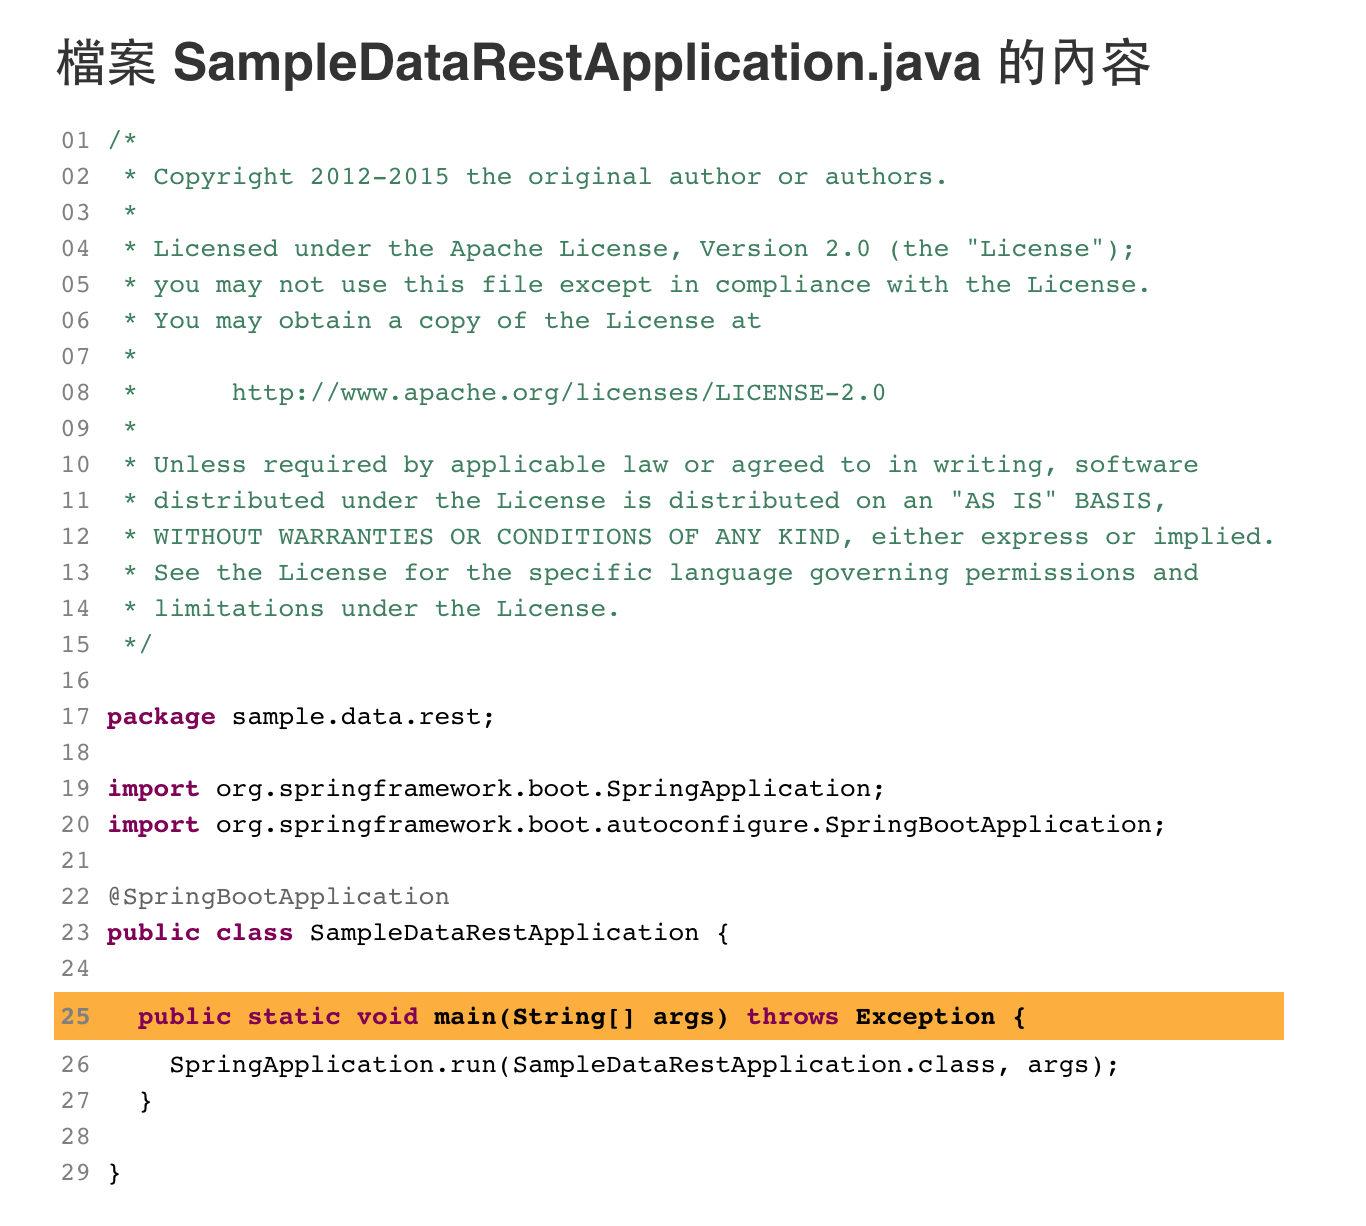 檔案 SampleDataRestApplication.java 的內容
01 /*
02  * Copyright 2012-2015 the original author or authors.
03  *
04  * Licensed under the Apache License, Version 2.0 (the "License");
05  * you may not use this file except in compliance with the License.
06  * You may obtain a copy of the License at
07  *
08  *      http://www.apache.org/licenses/LICENSE-2.0
09  *
10  * Unless required by applicable law or agreed to in writing, software
11  * distributed under the License is distributed on an "AS IS" BASIS,
12  * WITHOUT WARRANTIES OR CONDITIONS OF ANY KIND, either express or implied.
13  * See the License for the specific language governing permissions and
14  * limitations under the License.
15  */
16
17 package sample.data.rest;
18
19 import org.springframework.boot.SpringApplication;
20 import org.springframework.boot.autoconfigure.SpringBootApplication;
21
22 @SpringBootApplication
23 public class SampleDataRestApplication {
24
25   public static void main(String[] args) throws Exception {
26     SpringApplication.run(SampleDataRestApplication.class, args);
27   }
28
29 }